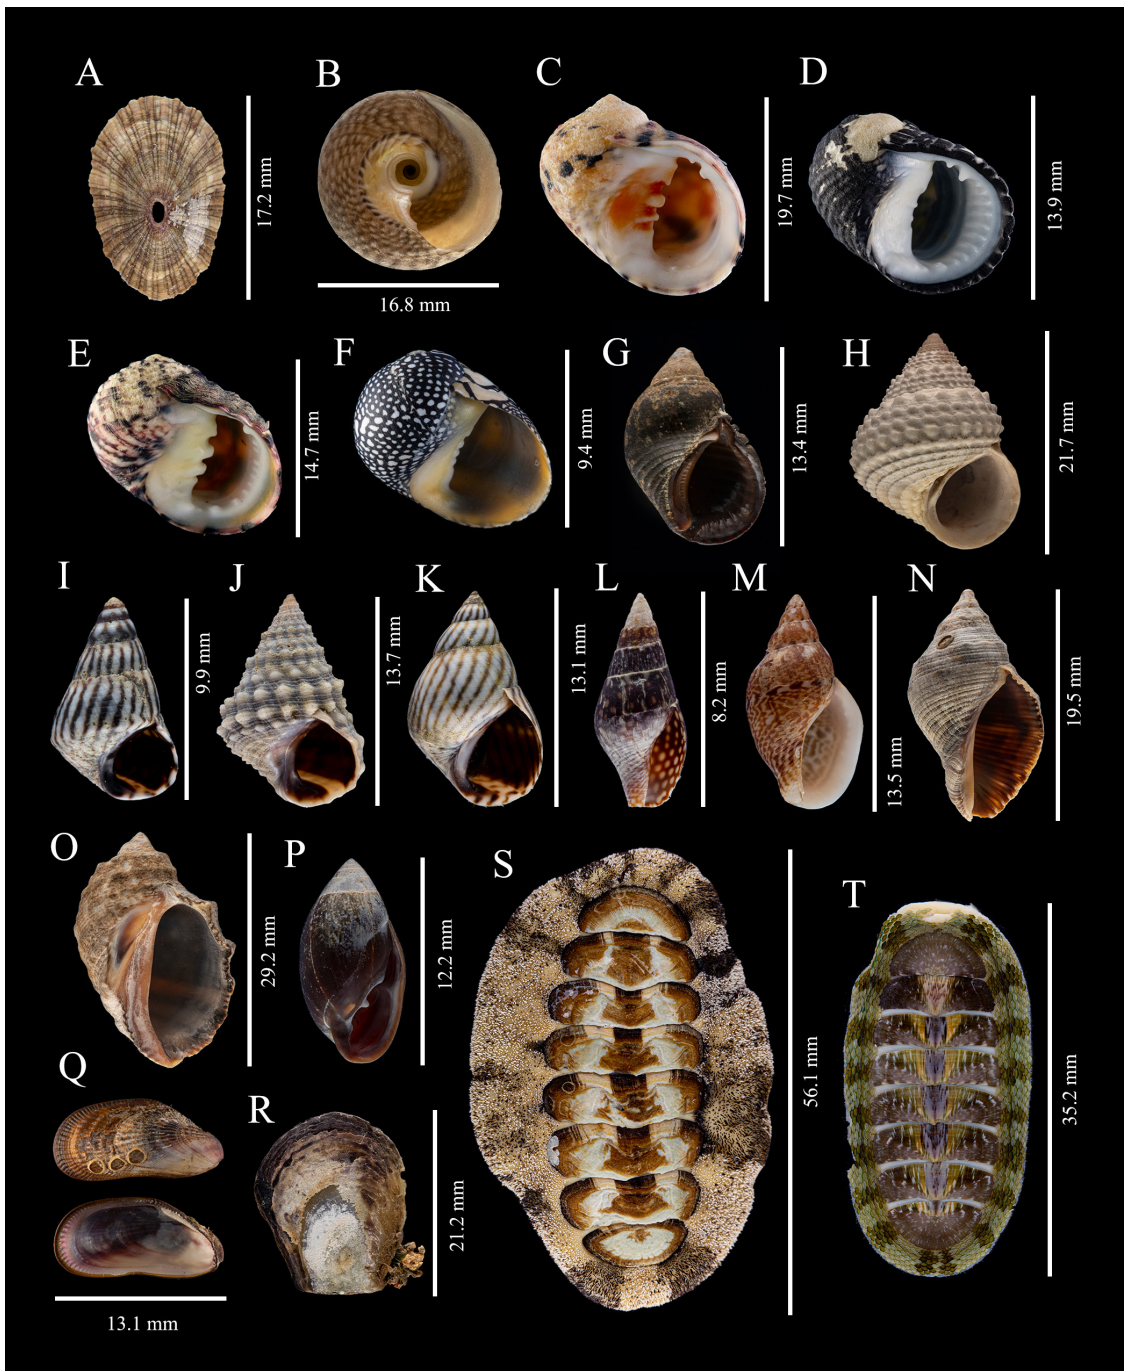 A
17.2 mm
B
16.8 mm
C
19.7 mm
D
13.9 mm
E
14.7 mm
F
9.4 mm
G
13.4 mm
H
21.7 mm
I
9.9 mm
J
13.7 mm
K
13.1 mm
L
8.2 mm
M
13.5 mm
N
19.5 mm
O
29.2 mm
P
12.2 mm
Q
13.1 mm
R
21.2 mm
S
56.1 mm
T
35.2 mm